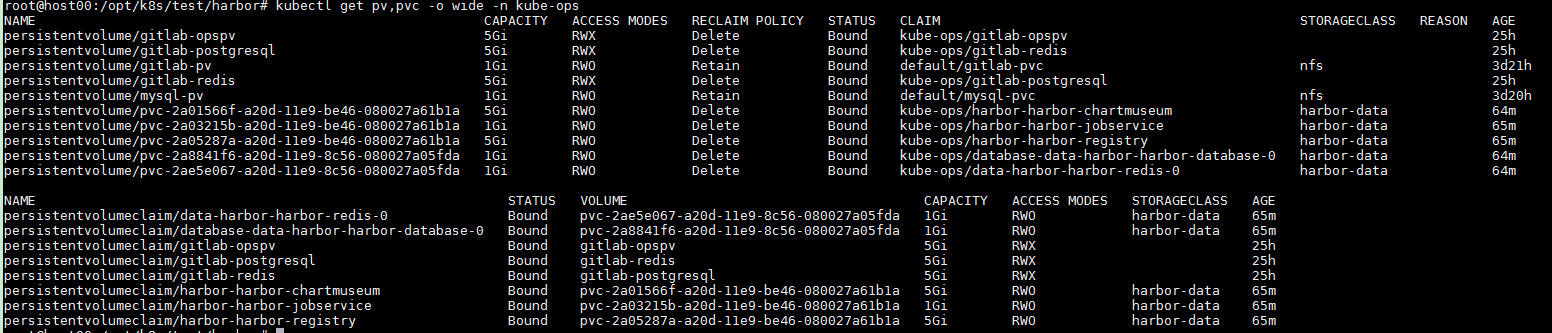 root@host00:/opt/k8s/test/harbor# kubectl get pv,pvc -o wide -n kube-ops
NAME CAPACITY ACCESS MODES RECLAIM POLICY STATUS CLAIM STORAGECLASS REASON AGE
persistentvolume/gitlab-opspv 5Gi RWX Delete Bound kube-ops/gitlab-opspv 25h
persistentvolume/gitlab-postgresql 5Gi RWX Delete Bound kube-ops/gitlab-redis 25h
persistentvolume/gitlab-pv 1Gi RWO Retain Bound default/gitlab-pvc nfs 3d21h
persistentvolume/gitlab-redis 5Gi RWX Delete Bound kube-ops/gitlab-postgresql 25h
persistentvolume/mysql-pv 1Gi RWO Retain Bound default/mysql-pvc nfs 3d20h
persistentvolume/pvc-2a01566f-a20d-11e9-be46-080027a61b1a 5Gi RWO Delete Bound kube-ops/harbor-harbor-chartmuseum harbor-data 64m
persistentvolume/pvc-2a03215b-a20d-11e9-be46-080027a61b1a 1Gi RWO Delete Bound kube-ops/harbor-harbor-jobservice harbor-data 65m
persistentvolume/pvc-2a05287a-a20d-11e9-be46-080027a61b1a 5Gi RWO Delete Bound kube-ops/harbor-harbor-registry harbor-data 65m
persistentvolume/pvc-2a8841f6-a20d-11e9-8c56-080027a05fda 1Gi RWO Delete Bound kube-ops/database-data-harbor-harbor-database-0 harbor-data 64m
persistentvolume/pvc-2ae5e067-a20d-11e9-8c56-080027a05fda 1Gi RWO Delete Bound kube-ops/data-harbor-harbor-redis-0 harbor-data 64m
NAME STATUS VOLUME CAPACITY ACCESS MODES STORAGECLASS AGE
persistentvolumeclaim/data-harbor-harbor-redis-0 Bound pvc-2ae5e067-a20d-11e9-8c56-080027a05fda 1Gi RWO harbor-data 65m
persistentvolumeclaim/database-data-harbor-harbor-database-0 Bound pvc-2a8841f6-a20d-11e9-8c56-080027a05fda 1Gi RWO harbor-data 65m
persistentvolumeclaim/gitlab-opspv Bound gitlab-opspv 5Gi RWX 25h
persistentvolumeclaim/gitlab-postgresql Bound gitlab-redis 5Gi RWX 25h
persistentvolumeclaim/gitlab-redis Bound gitlab-postgresql 5Gi RWX 25h
persistentvolumeclaim/harbor-harbor-chartmuseum Bound pvc-2a01566f-a20d-11e9-be46-080027a61b1a 5Gi RWO harbor-data 65m
persistentvolumeclaim/harbor-harbor-jobservice Bound pvc-2a03215b-a20d-11e9-be46-080027a61b1a 1Gi RWO harbor-data 65m
persistentvolumeclaim/harbor-harbor-registry Bound pvc-2a05287a-a20d-11e9-be46-080027a61b1a 5Gi RWO harbor-data 65m